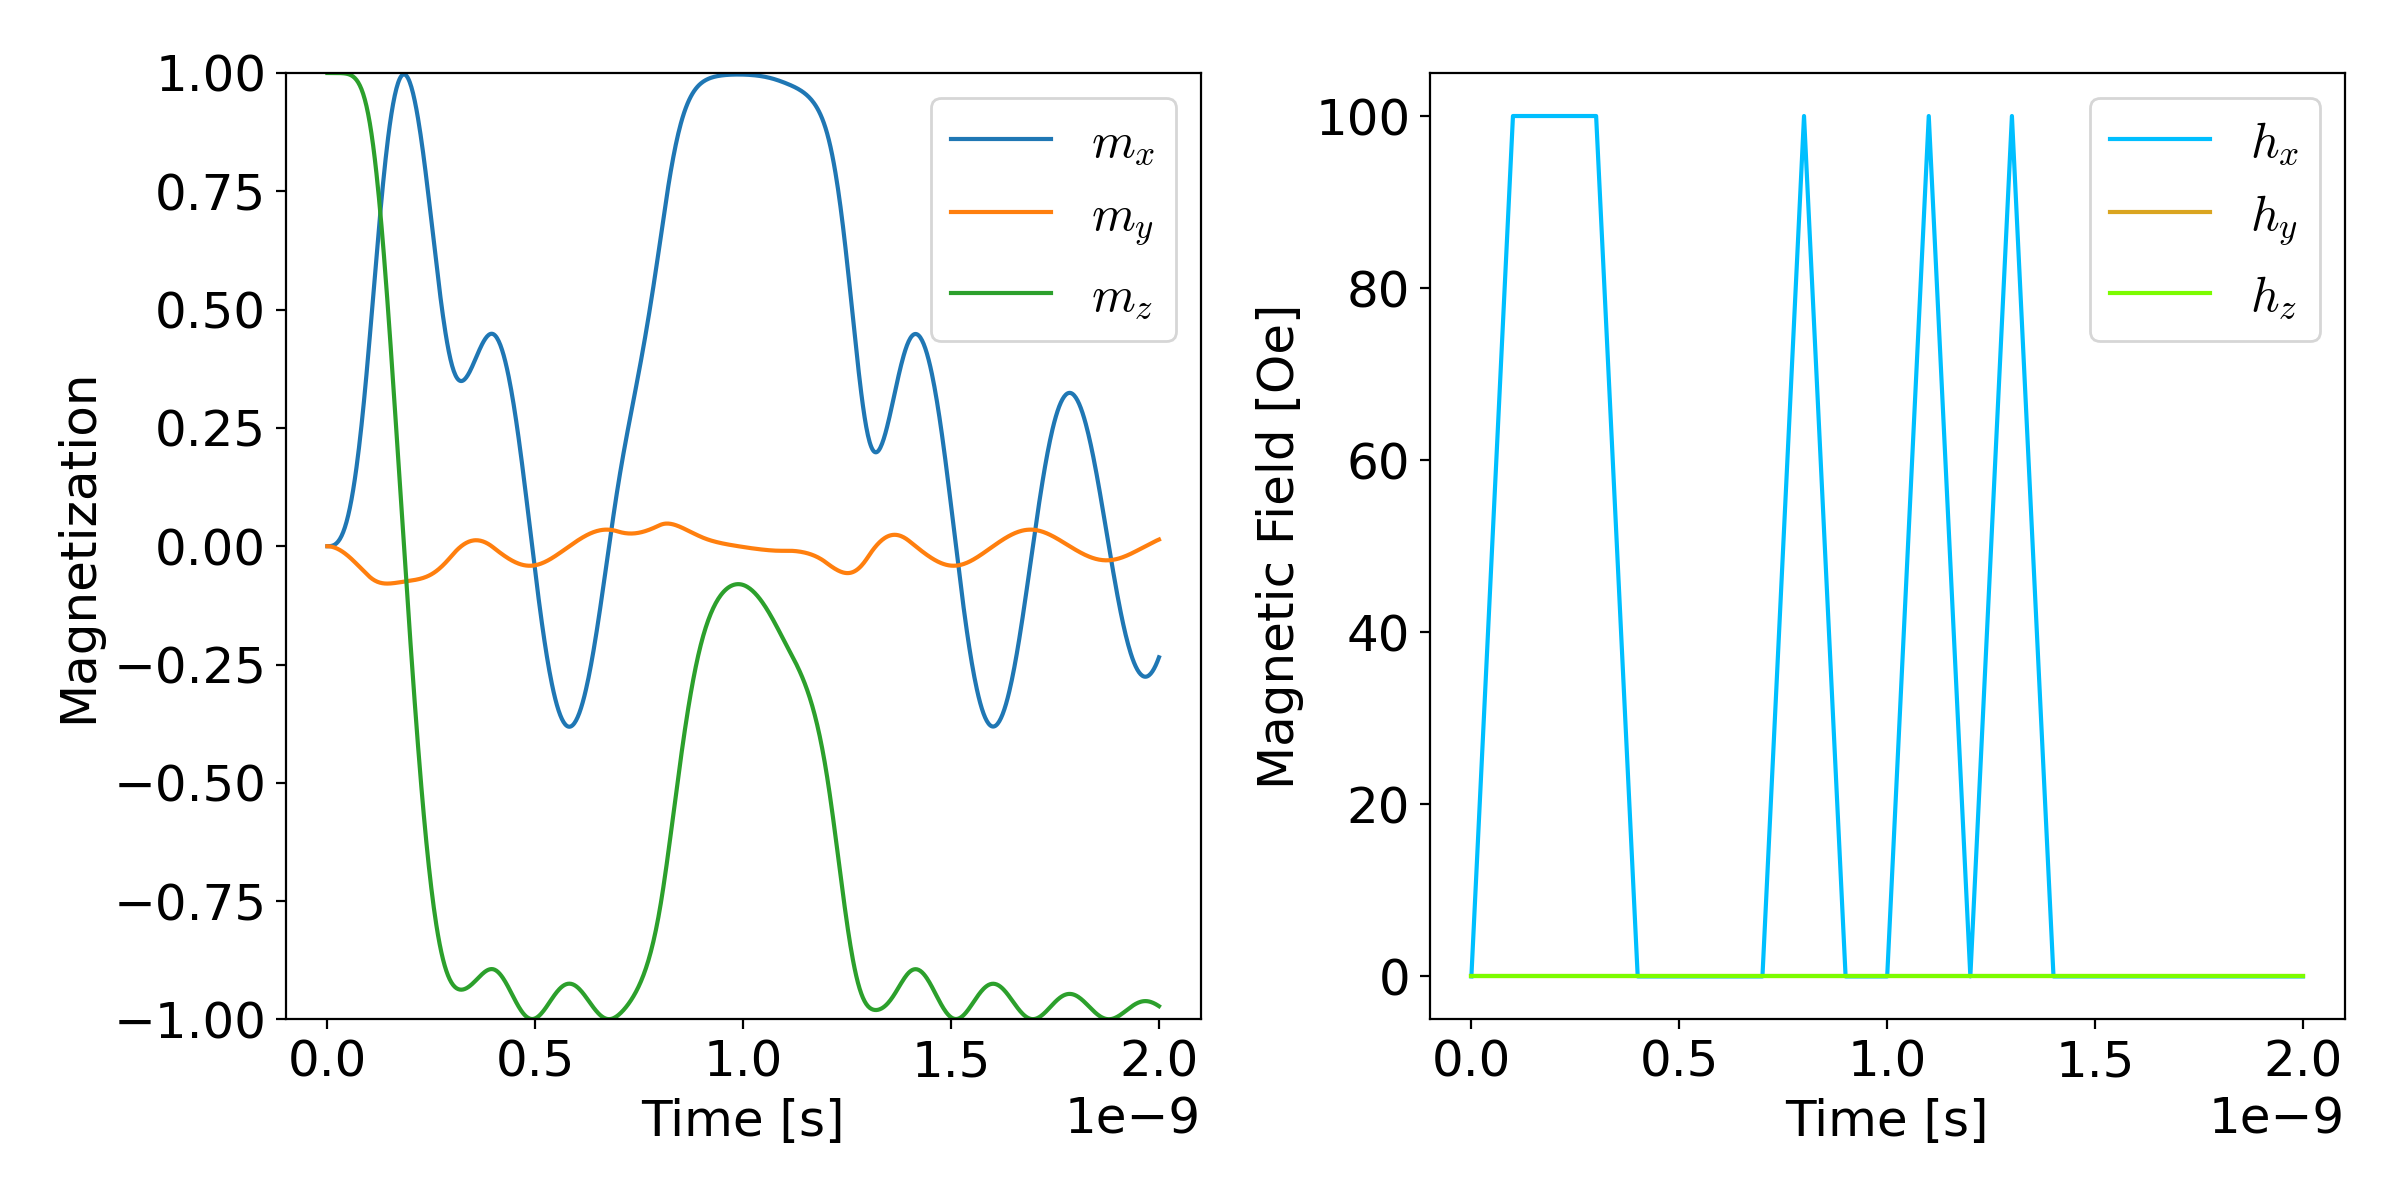 1.00
0.75
0.50
0.25
0.00
−0.25
−0.50
−0.75
−1.00
Magnetization
0.0 0.5 1.0 1.5 2.0
Time [s]
1e−9
m_x
m_y
m_z
100
80
60
40
20
0
Magnetic Field [Oe]
0.0 0.5 1.0 1.5 2.0
Time [s]
1e−9
h_x
h_y
h_z